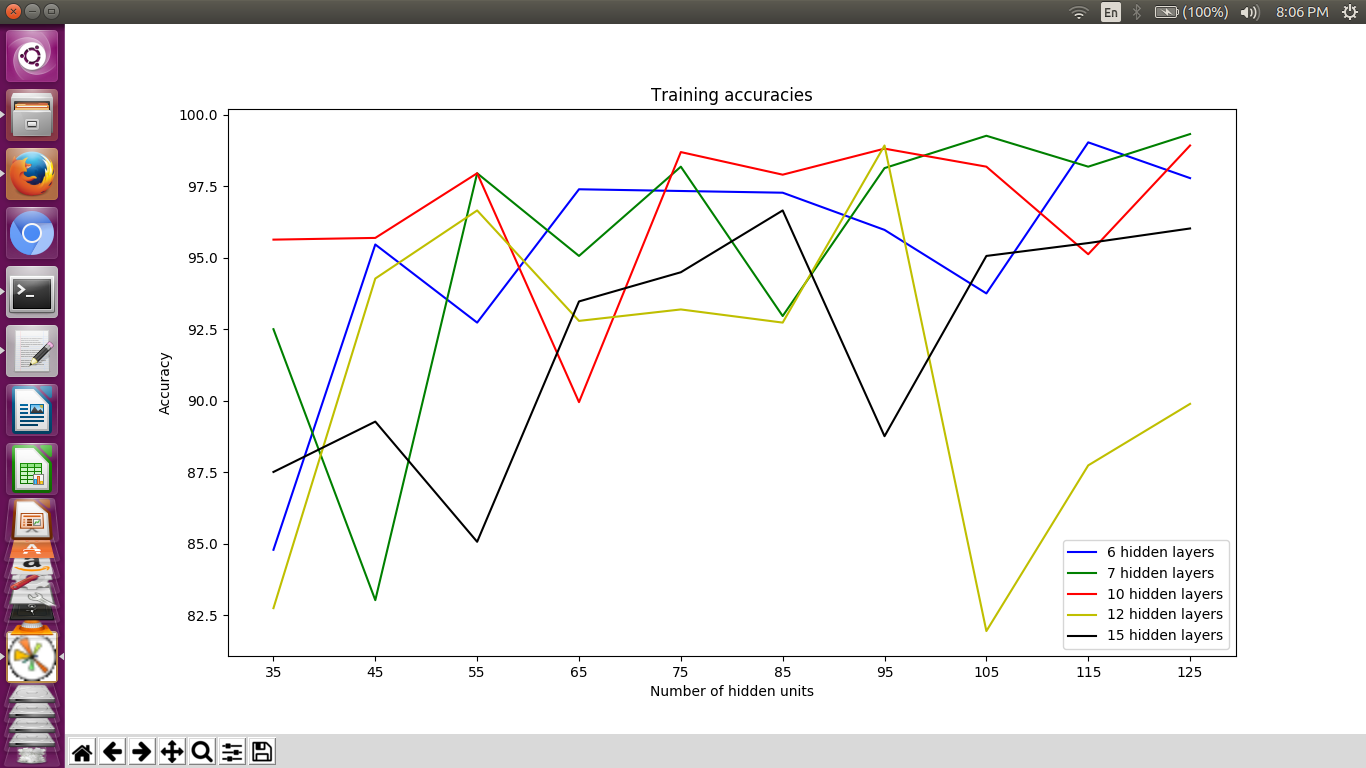 En (100%) 8:06 PM
Training accuracies
100.0
97.5
95.0
92.5
90.0
87.5
85.0
82.5
Accuracy
35 45 55 65 75 85 95 105 115 125
Number of hidden units
6 hidden layers
7 hidden layers
10 hidden layers
12 hidden layers
15 hidden layers